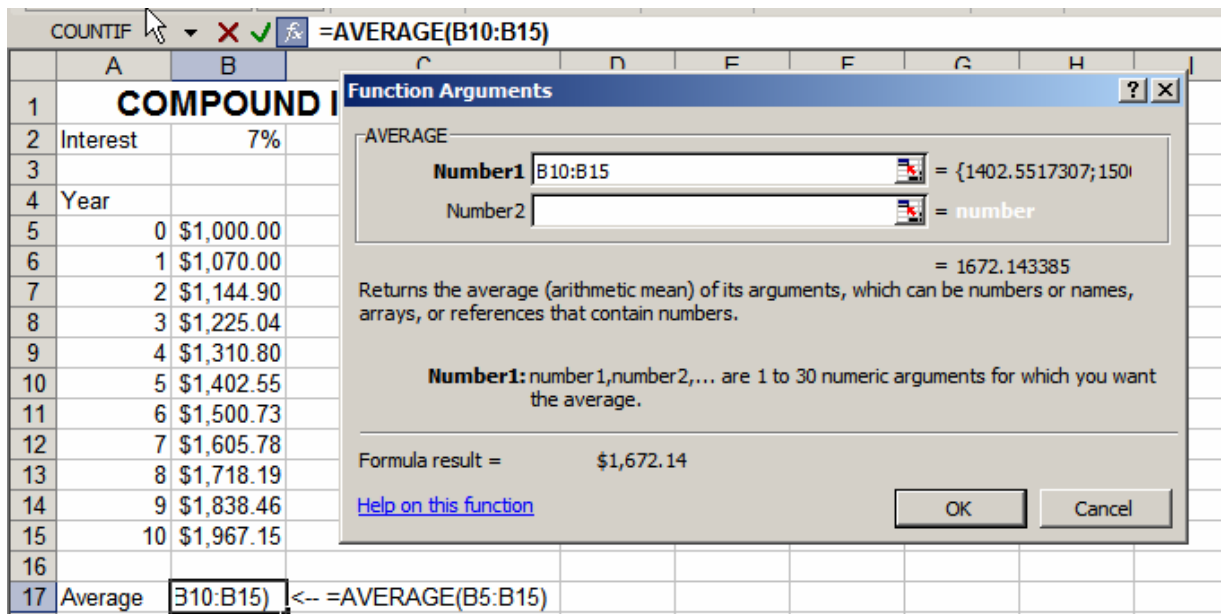 COUNTIF =AVERAGE(B10:B15)
A B C D E F G H I
1 COMPOUND I
2 Interest 7%
3
4 Year
5 0 $1,000.00
6 1 $1,070.00
7 2 $1,144.90
8 3 $1,225.04
9 4 $1,310.80
10 5 $1,402.55
11 6 $1,500.73
12 7 $1,605.78
13 8 $1,718.19
14 9 $1,838.46
15 10 $1,967.15
16
17 Average B10:B15) <-- =AVERAGE(B5:B15)
Function Arguments
AVERAGE
Number1 B10:B15 = {1402.5517307;1500
Number2 = number
= 1672.143385
Returns the average (arithmetic mean) of its arguments, which can be numbers or names,
arrays, or references that contain numbers.
Number1: number1,number2,... are 1 to 30 numeric arguments for which you want
the average.
Formula result = $1,672.14
Help on this function
OK Cancel